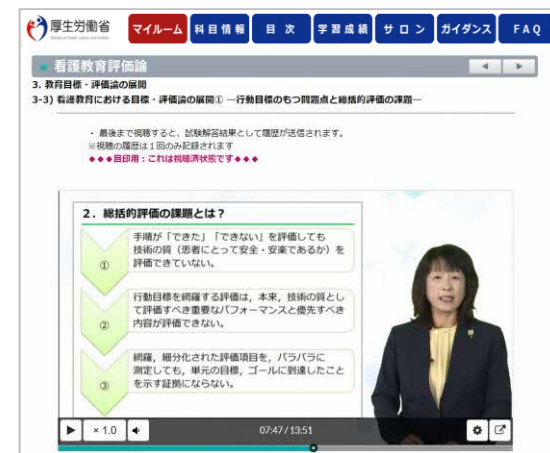 厚生労働省
マイルーム 科目情報 目 次 学習成績 サ ロ ン ガイダンス F A Q
看護教育評価論
3. 教育目標・評価論の展開
3-3) 看護教育における目標・評価論の展開① ―行動目標のもつ問題点と総括的評価の課題―
・ 最後まで視聴すると、試験解答結果として履歴が送信されます。
※視聴の履歴は1回のみ記録されます
◆◆◆目印用：これは視聴済状態です◆◆◆
2．総括的評価の課題とは？
手順が「できた」「できない」を評価しても
技術の質（患者にとって安全・安楽であるか）を
① 評価できていない。
行動目標を網羅する評価は，本来，技術の質とし
て評価すべき重要なパフォーマンスと優先すべき
② 内容が評価できない。
網羅，細分化された評価項目を，バラバラに
測定しても，単元の目標，ゴールに到達したこと
③ を示す証拠にならない。
× 1.0 07:47 / 13:51